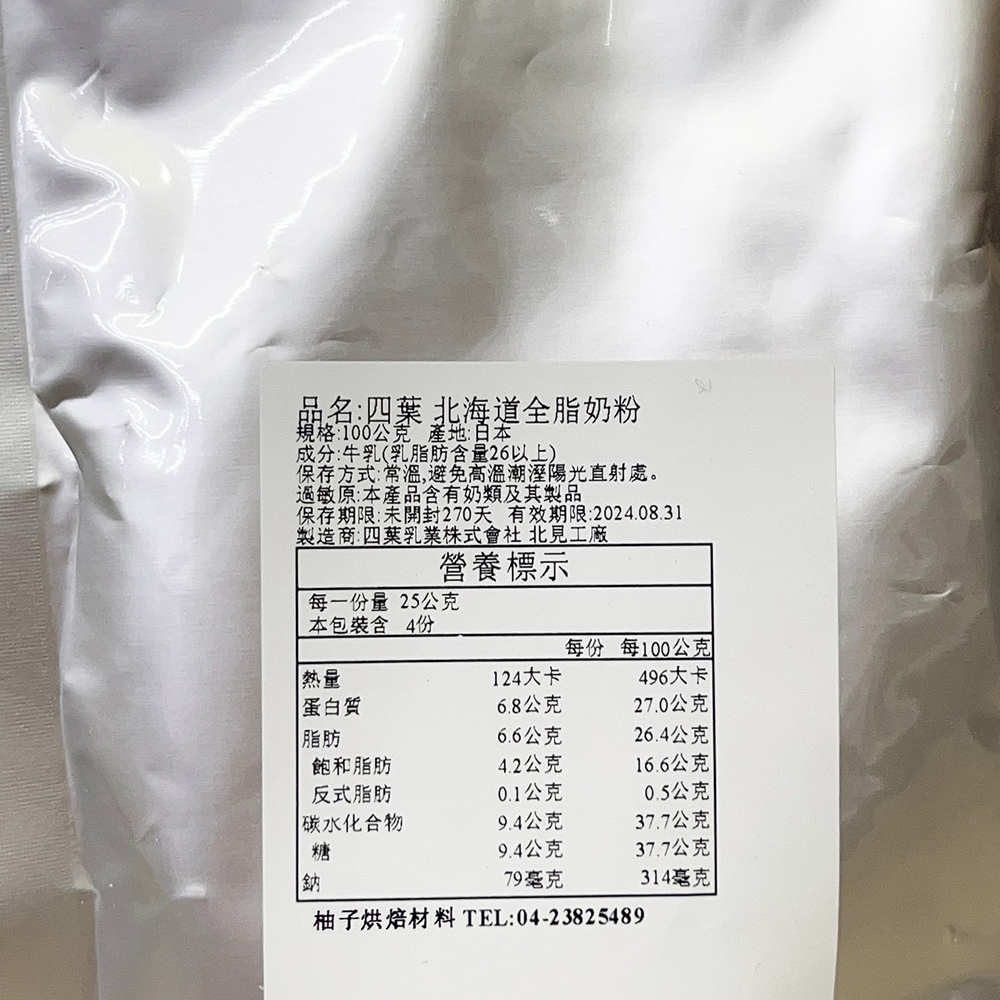 品名:四葉 北海道全脂奶粉
規格:100公克 產地:日本
成分:牛乳(乳脂肪含量26以上)
保存方式:常溫,避免高溫潮溼陽光直射處。
過敏原:本產品含有奶類及其製品
保存期限:未開封270天 有效期限:2024.08.31
製造商:四葉乳業株式會社 北見工廠
營養標示
每一份量 25公克
本包裝含 4份
每份 每100公克
熱量 124大卡 496大卡
蛋白質 6.8公克 27.0公克
脂肪 6.6公克 26.4公克
飽和脂肪 4.2公克 16.6公克
反式脂肪 0.1公克 0.5公克
碳水化合物 9.4公克 37.7公克
糖 9.4公克 37.7公克
鈉 79毫克 314毫克
柚子烘焙材料 TEL:04-23825489